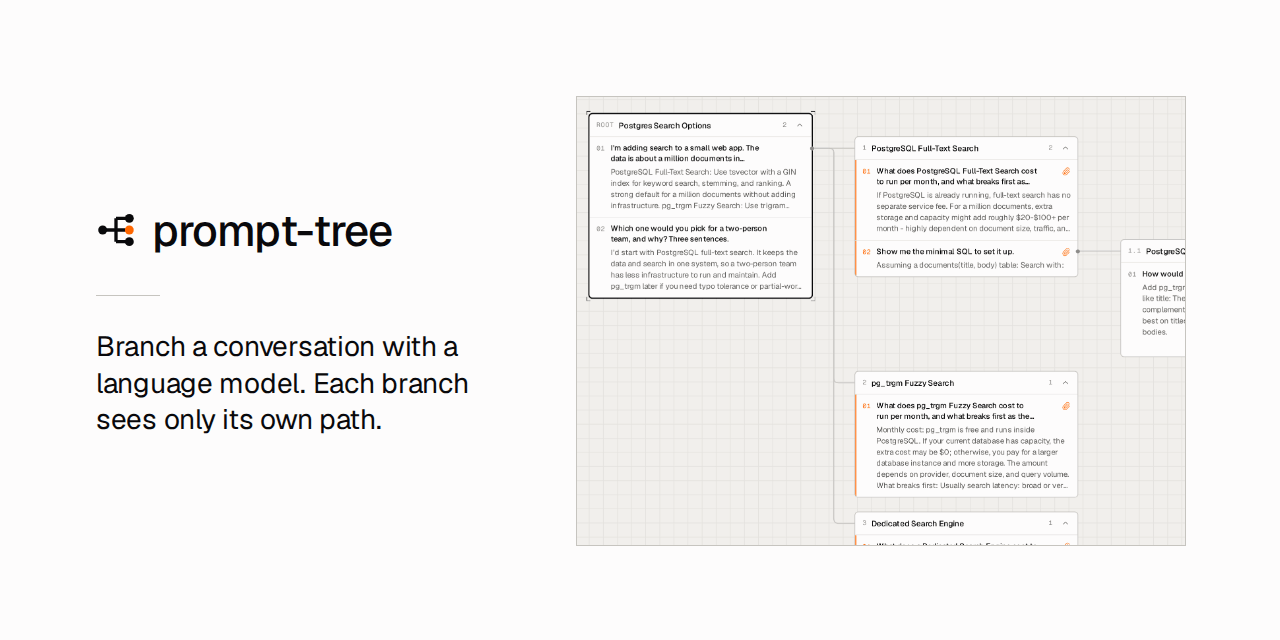 prompt-tree
Branch a conversation with a
language model. Each branch
sees only its own path.
ROOT Postgres Search Options 2
01 I'm adding search to a small web app. The
data is about a million documents in...
PostgreSQL Full-Text Search: Use tsvector with a GIN
index for keyword search, stemming, and ranking. A
strong default for a million documents without adding
infrastructure. pg_trgm Fuzzy Search: Use trigram...
02 Which one would you pick for a two-person
team, and why? Three sentences.
I'd start with PostgreSQL full-text search. It keeps the
data and search in one system, so a two-person team
has less infrastructure to run and maintain. Add
pg_trgm later if you need typo tolerance or partial-wor...
1 PostgreSQL Full-Text Search 2
01 What does PostgreSQL Full-Text Search cost
to run per month, and what breaks first as...
If PostgreSQL is already running, full-text search has no
separate service fee. For a million documents, extra
storage and capacity might add roughly $20-$100+ per
month - highly dependent on document size, traffic, an...
02 Show me the minimal SQL to set it up.
Assuming a documents(title, body) table: Search with:
1.1 PostgreSQ
01 How would
Add pg_trgr
like title: The
complement
best on title
bodies.
2 pg_trgm Fuzzy Search 1
01 What does pg_trgm Fuzzy Search cost to
run per month, and what breaks first as the...
Monthly cost: pg_trgm is free and runs inside
PostgreSQL. If your current database has capacity, the
extra cost may be $0; otherwise, you pay for a larger
database instance and more storage. The amount
depends on provider, document size, and query volume.
What breaks first: Usually search latency: broad or ver...
3 Dedicated Search Engine 1